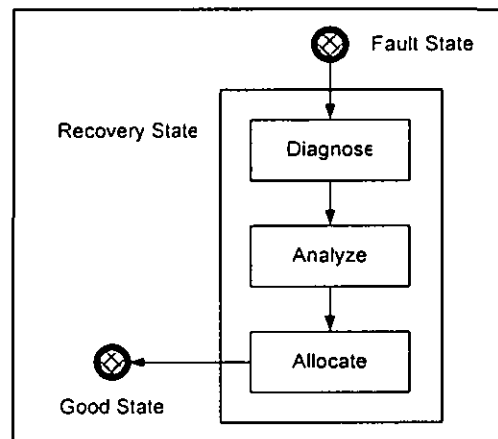 Fault State
Recovery State
Diagnose
Analyze
Allocate
Good State